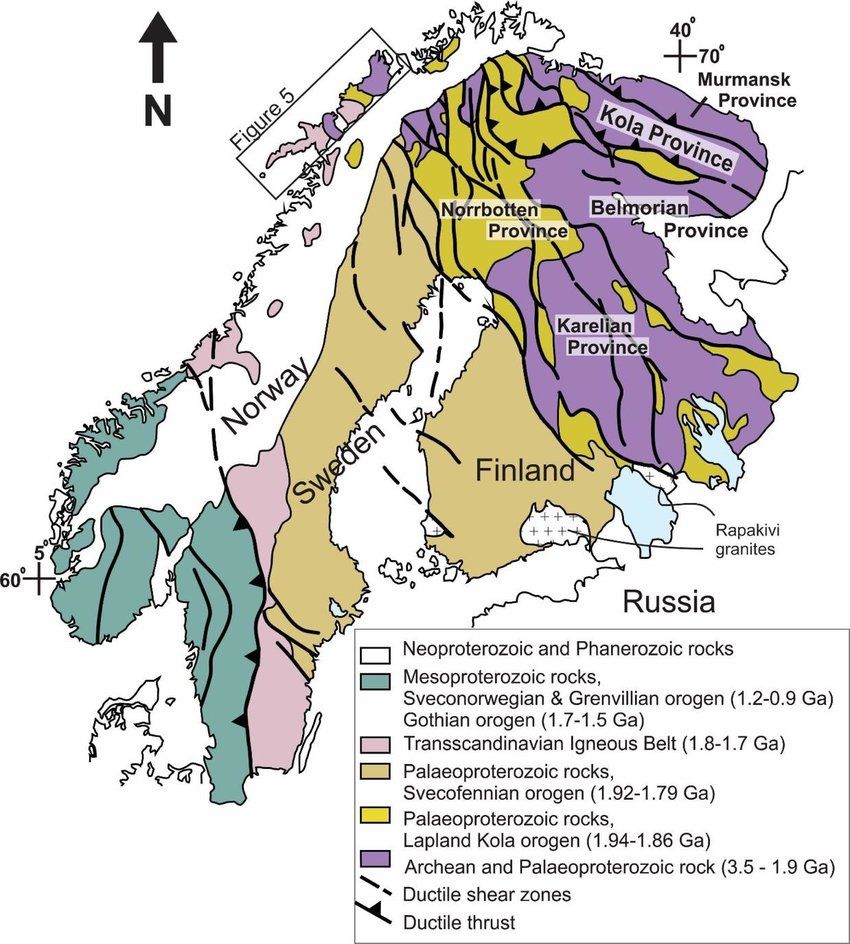 N
Figure 5
40°
70°
Murmansk
Province
Kola Province
Norrbotten
Province
Belmorian
Province
Karelian
Province
Norway
Sweden
Finland
Rapakivi
granites
5°
60°
Russia
Neoproterozoic and Phanerozoic rocks
Mesoproterozoic rocks,
Sveconorwegian & Grenvillian orogen (1.2-0.9 Ga)
Gothian orogen (1.7-1.5 Ga)
Transscandinavian Igneous Belt (1.8-1.7 Ga)
Palaeoproterozoic rocks,
Svecofennian orogen (1.92-1.79 Ga)
Palaeoproterozoic rocks,
Lapland Kola orogen (1.94-1.86 Ga)
Archean and Palaeoproterozoic rock (3.5 - 1.9 Ga)
Ductile shear zones
Ductile thrust